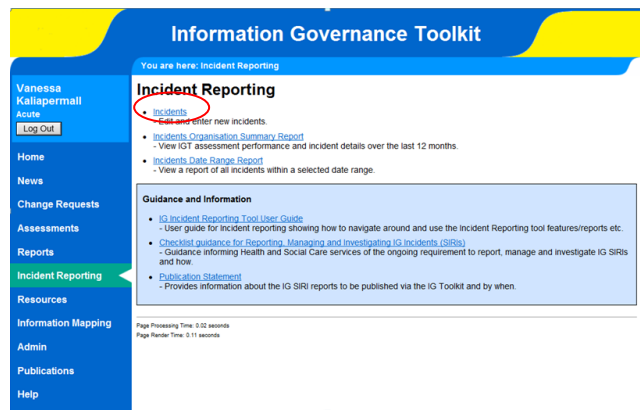 Information Governance Toolkit
You are here: Incident Reporting
Vanessa
Kaliapermall
Acute
Log Out
Home
News
Change Requests
Assessments
Reports
Incident Reporting
Resources
Information Mapping
Admin
Publications
Help
Incident Reporting
Incidents
- Edit and enter new incidents.
Incidents Organisation Summary Report
- View IGT assessment performance and incident details over the last 12 months.
Incidents Date Range Report
- View a report of all incidents within a selected date range.
Guidance and Information
IG Incident Reporting Tool User Guide
- User guide for Incident reporting showing how to navigate around and use the Incident Reporting tool features/reports etc.
Checklist guidance for Reporting, Managing and Investigating IG Incidents (SIRIs)
- Guidance informing Health and Social Care services of the ongoing requirement to report, manage and investigate IG SIRIs
and how.
Publication Statement
- Provides information about the IG SIRI reports to be published via the IG Toolkit and by when.
Page Processing Time: 0.02 seconds
Page Render Time: 0.11 seconds